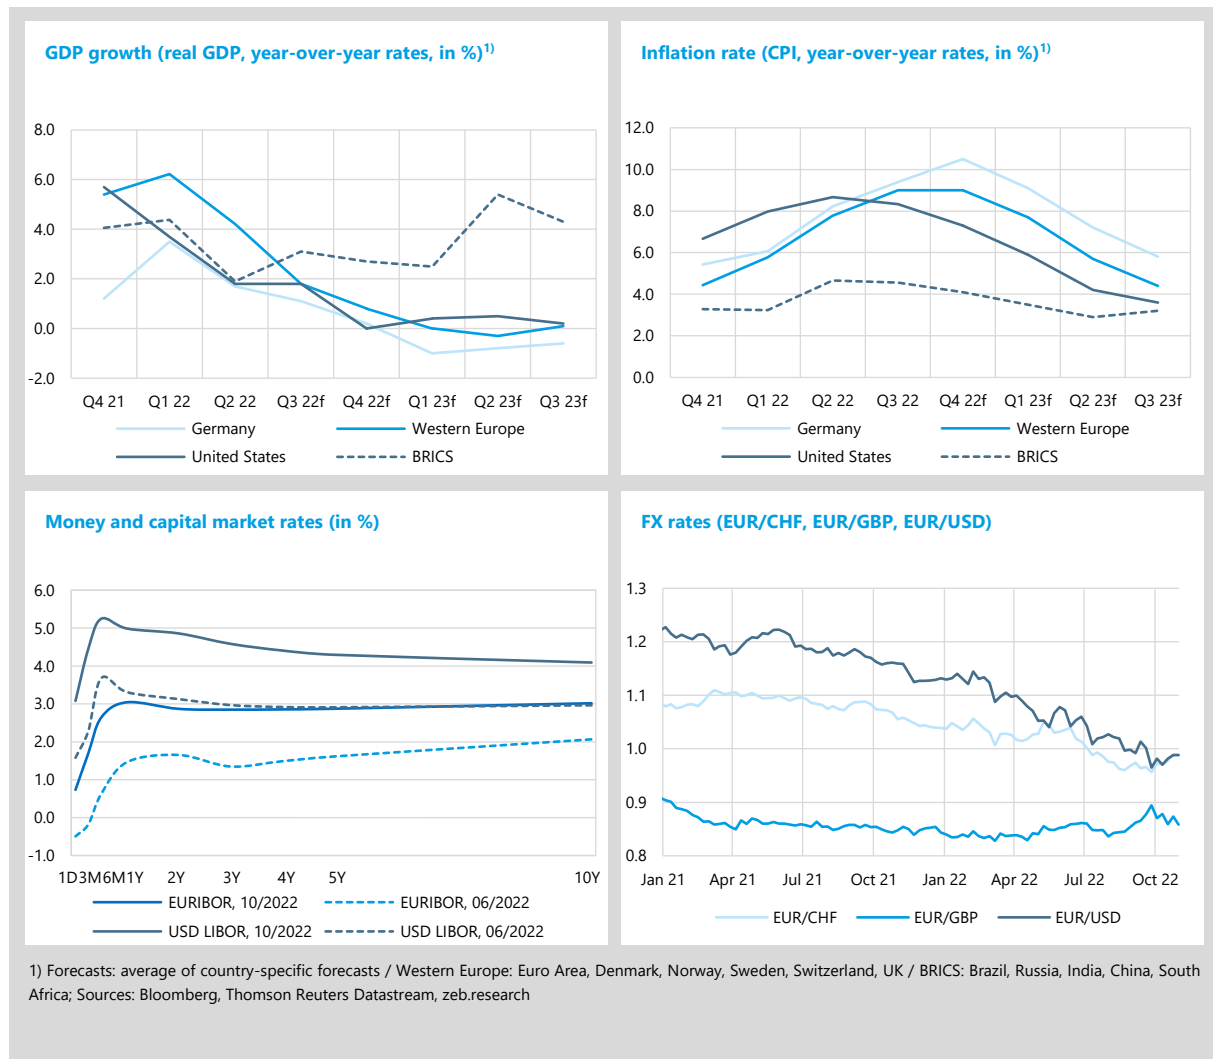 GDP growth (real GDP, year-over-year rates, in %)1)
8.0
6.0
4.0
2.0
0.0
-2.0
Q4 21 Q1 22 Q2 22 Q3 22f Q4 22f Q1 23f Q2 23f Q3 23f
Germany Western Europe
United States BRICS
Inflation rate (CPI, year-over-year rates, in %)1)
12.0
10.0
8.0
6.0
4.0
2.0
0.0
Q4 21 Q1 22 Q2 22 Q3 22 Q4 22f Q1 23f Q2 23f Q3 23f
Germany Western Europe
United States BRICS
Money and capital market rates (in %)
6.0
5.0
4.0
3.0
2.0
1.0
0.0
-1.0
1D3M6M1Y 2Y 3Y 4Y 5Y 10Y
EURIBOR, 10/2022 EURIBOR, 06/2022
USD LIBOR, 10/2022 USD LIBOR, 06/2022
FX rates (EUR/CHF, EUR/GBP, EUR/USD)
1.3
1.2
1.1
1.0
0.9
0.8
Jan 21 Apr 21 Jul 21 Oct 21 Jan 22 Apr 22 Jul 22 Oct 22
EUR/CHF EUR/GBP EUR/USD
1) Forecasts: average of country-specific forecasts / Western Europe: Euro Area, Denmark, Norway, Sweden, Switzerland, UK / BRICS: Brazil, Russia, India, China, South
Africa; Sources: Bloomberg, Thomson Reuters Datastream, zeb.research